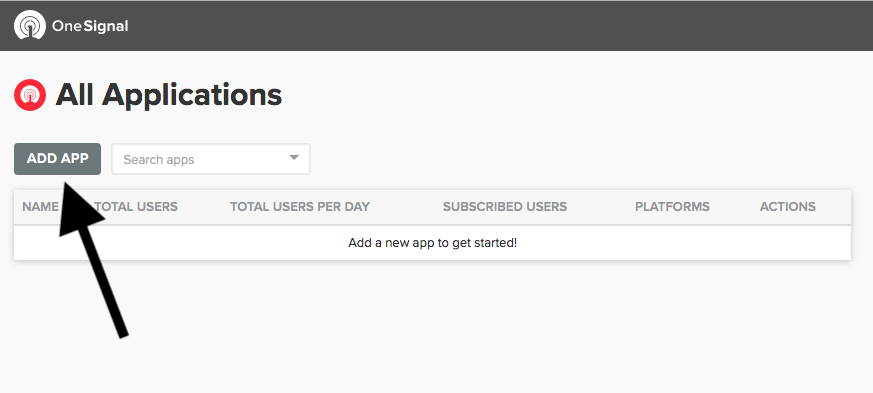 OneSignal
All Applications
ADD APP Search apps
NAME TOTAL USERS TOTAL USERS PER DAY SUBSCRIBED USERS PLATFORMS ACTIONS
Add a new app to get started!